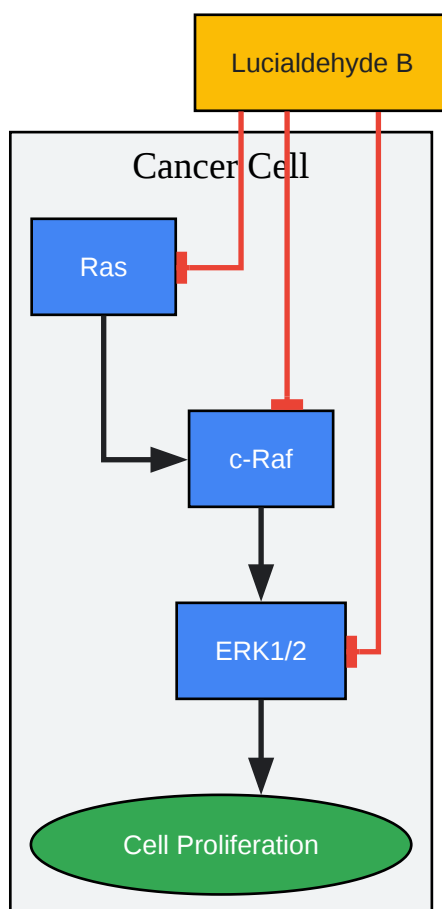 Lucialdehyde B
Cancer Cell
Ras
c-Raf
ERK1/2
Cell Proliferation